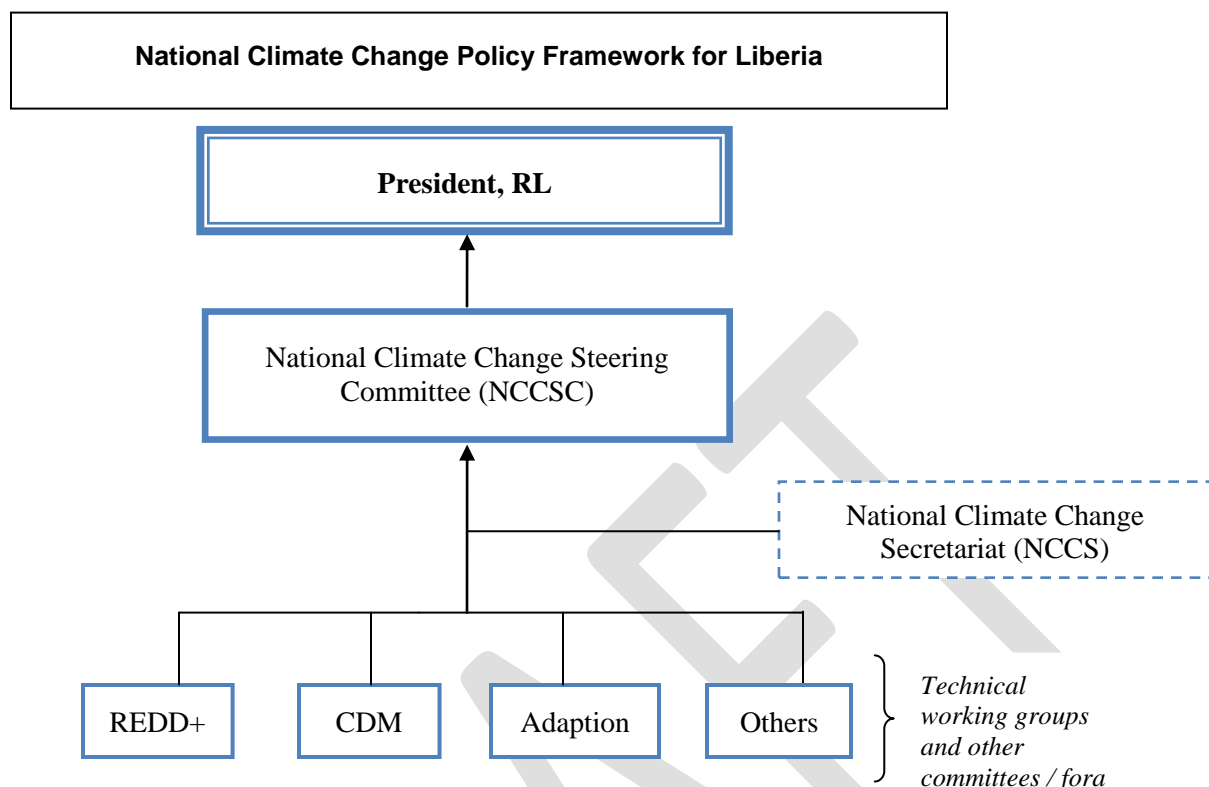 National Climate Change Policy Framework for Liberia
President, RL
National Climate Change Steering
Committee (NCCSC)
National Climate Change
Secretariat (NCCS)
REDD+
CDM
Adaption
Others
Technical
working groups
and other
committees / fora